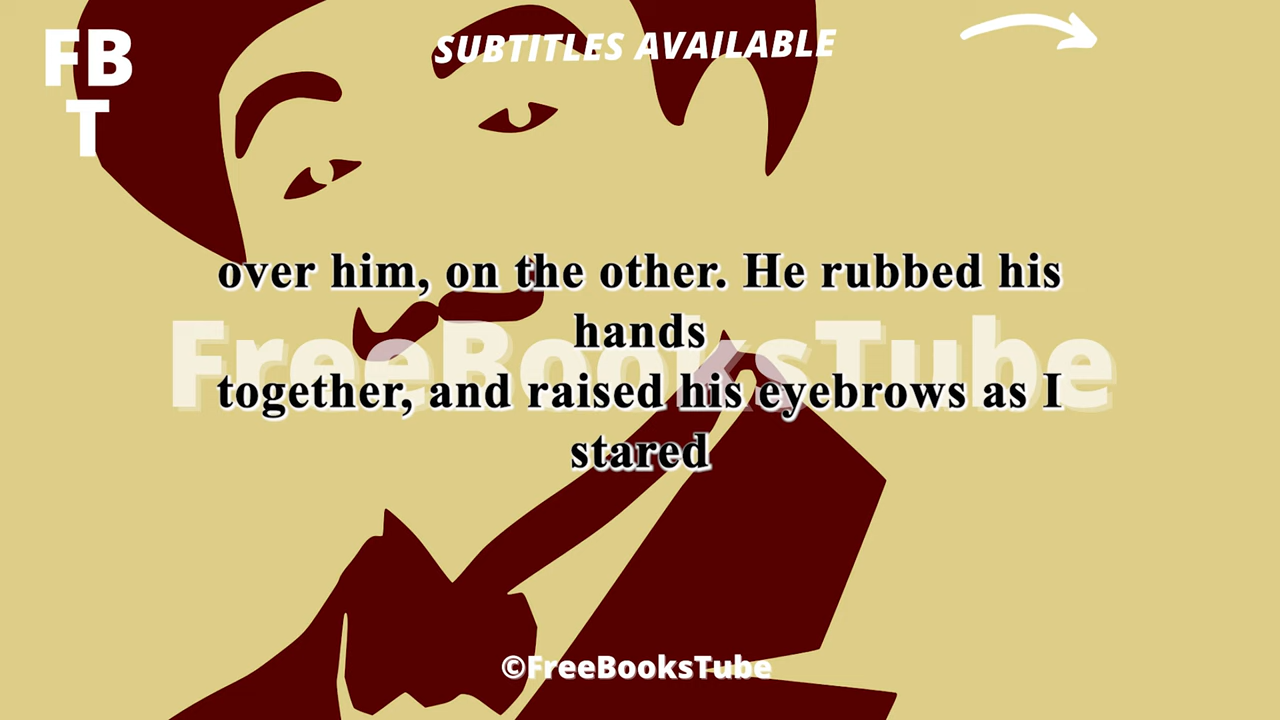 FB
T
SUBTITLES AVAILABLE
over him, on the other. He rubbed his
hands
together, and raised his eyebrows as I
stared
FreeBooksTube
©FreeBooksTube